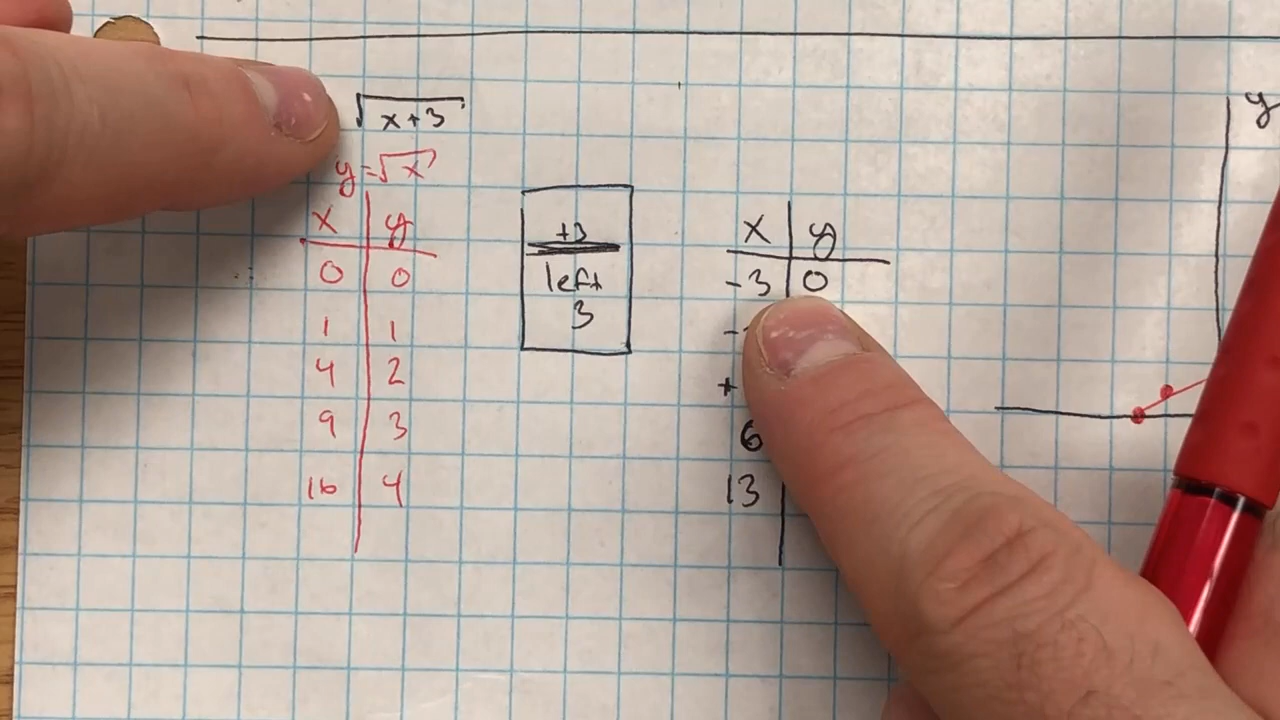 √x+3
y=√x
x y
0 0
1 1
4 2
9 3
16 4
+3
left
3
x y
-3 0
-
+
6
13
y